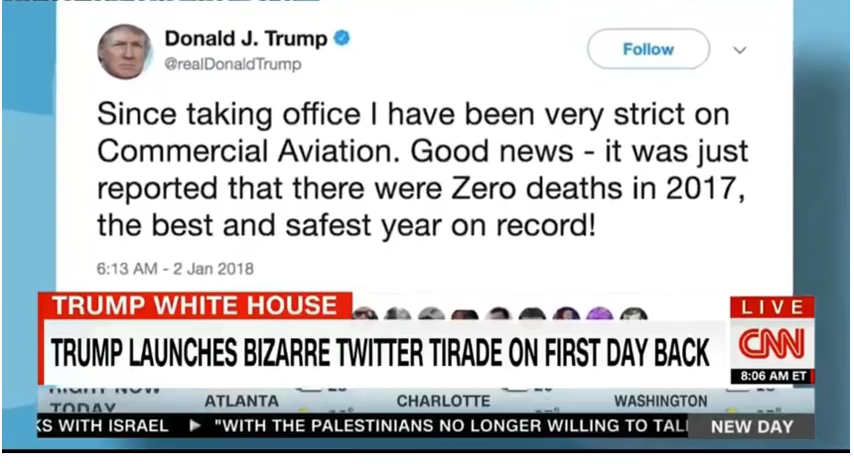 Donald J. Trump
@realDonaldTrump
Follow
Since taking office I have been very strict on
Commercial Aviation. Good news - it was just
reported that there were Zero deaths in 2017,
the best and safest year on record!
6:13 AM - 2 Jan 2018
TRUMP WHITE HOUSE
LIVE
TRUMP LAUNCHES BIZARRE TWITTER TIRADE ON FIRST DAY BACK
CNN
8:06 AM ET
RIGHT NOW
TODAY
ATLANTA
CHARLOTTE
WASHINGTON
KS WITH ISRAEL "WITH THE PALESTINIANS NO LONGER WILLING TO TAL
NEW DAY